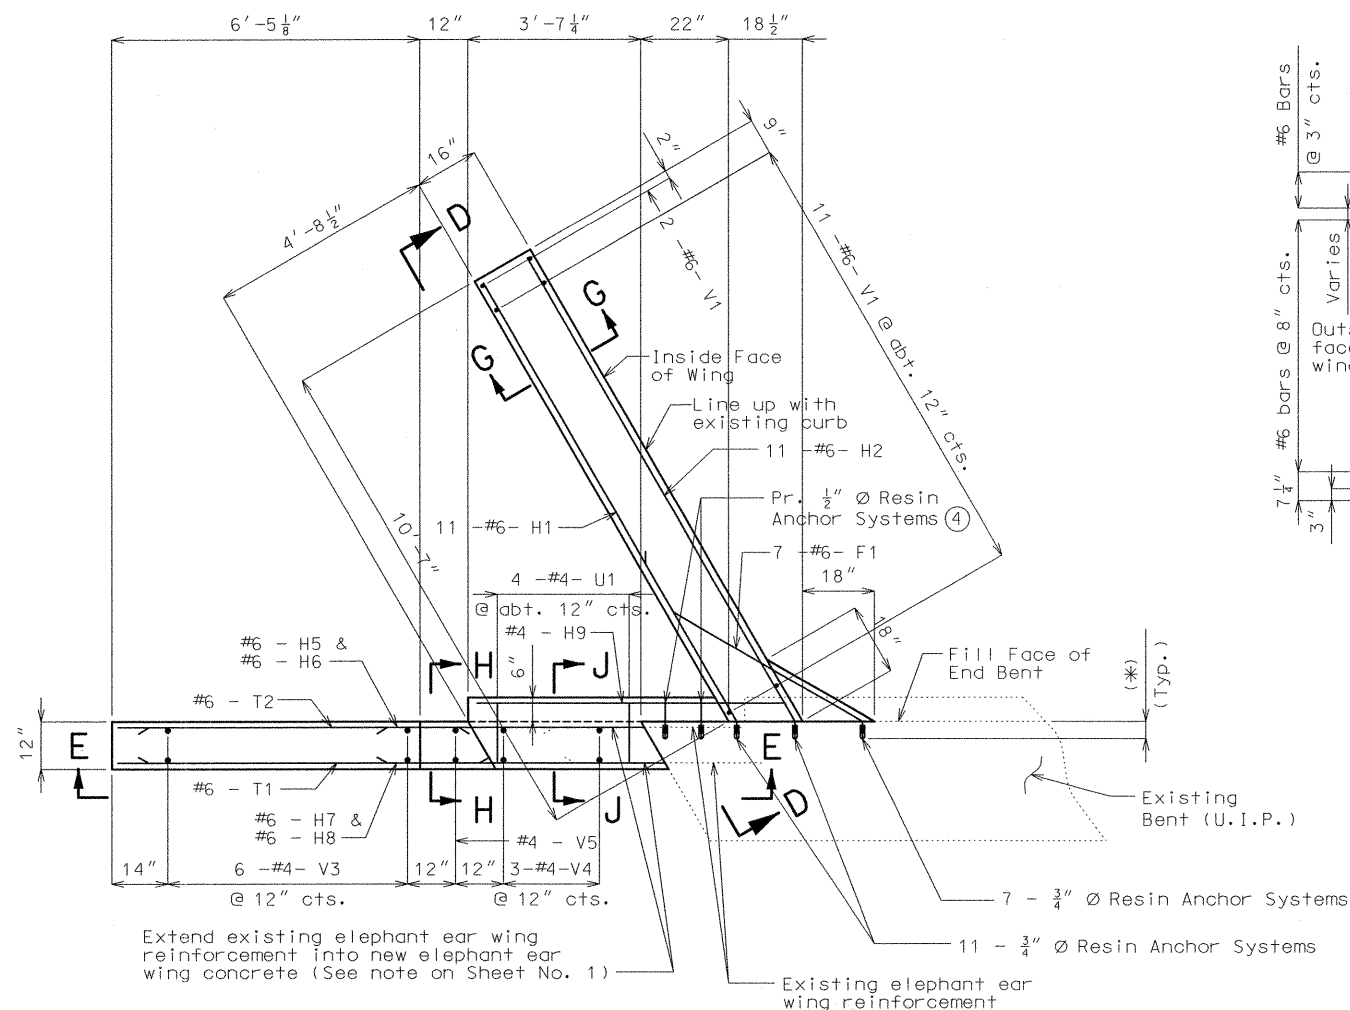 6'-5 1/8" 12" 3'-7 1/4" 22" 18 1/2"
16"
4'-8 1/2"
D
2"
9"
2 -#6- V1
11 -#6- V1 @ abt. 12" cts.
G
G
Inside Face
of Wing
Line up with
existing curb
11 -#6- H2
Pr. 1/2" Ø Resin
Anchor Systems 4
11 -#6- H1
10'-7"
7 -#6- F1
4 -#4- U1
@ abt. 12" cts.
18"
#4 - H9
18"
#6 - H5 &
#6 - H6
H
6"
J
Fill Face of
End Bent
(*)
(Typ.)
#6 - T2
12"
E
E
#6 - T1
H
J
D
#6 - H7 &
#6 - H8
Existing
Bent (U.I.P.)
#4 - V5
14" 6 -#4- V3 12" 12" 3-#4-V4
@ 12" cts. @ 12" cts.
7 - 3/4" Ø Resin Anchor Systems
11 - 3/4" Ø Resin Anchor Systems
Extend existing elephant ear wing
reinforcement into new elephant ear
wing concrete (See note on Sheet No. 1)
Existing elephant ear
wing reinforcement
#6 Bars
@ 3" cts.
#6 bars @ 8" cts.
Varies
7 1/4"
3"